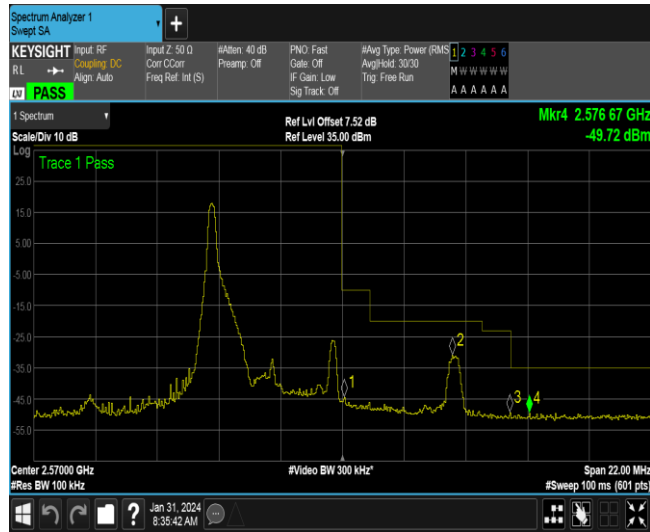 Spectrum Analyzer 1
Swept SA
+
KEYSIGHT
RL
LXI PASS
Input: RF
Coupling: DC
Align: Auto
Input Z: 50 Ω
Corr CCorr
Freq Ref: Int (S)
#Atten: 40 dB
Preamp: Off
PNO: Fast
Gate: Off
IF Gain: Low
Sig Track: Off
#Avg Type: Power (RMS
Avg|Hold: 30/30
Trig: Free Run
1 2 3 4 5 6
M W W W W W
A A A A A A
1 Spectrum
Scale/Div 10 dB
Log
Ref Lvl Offset 7.52 dB
Ref Level 35.00 dBm
Mkr4 2.576 67 GHz
-49.72 dBm
Trace 1 Pass
25.0
15.0
5.00
-5.00
-15.0
-25.0
-35.0
-45.0
-55.0
1
2
3
4
Center 2.57000 GHz
#Res BW 100 kHz
#Video BW 300 kHz*
Span 22.00 MHz
#Sweep 100 ms (601 pts)
?
Jan 31, 2024
8:35:42 AM